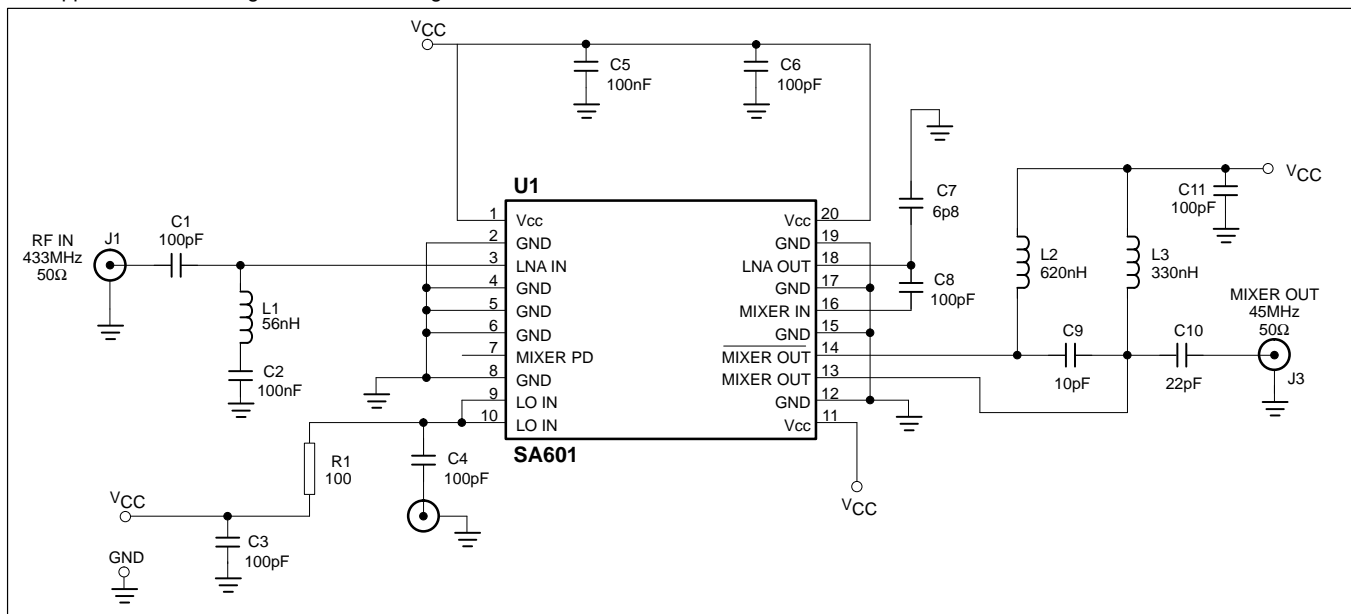 VCC
C5
100nF
C6
100pF
U1
C7
6p8
C8
100pF
VCC
C11
100pF
L2
620nH
L3
330nH
MIXER OUT
45MHz
50Ω
J3
C9
10pF
C10
22pF
RF IN
433MHz
50Ω
J1
C1
100pF
L1
56nH
C2
100nF
1 Vcc
2 GND
3 LNA IN
4 GND
5 GND
6 GND
7 MIXER PD
8 GND
9 LO IN
10 LO IN
Vcc 20
GND 19
LNA OUT 18
GND 17
MIXER IN 16
GND 15
MIXER OUT 14
MIXER OUT 13
GND 12
Vcc 11
SA601
R1
100
C4
100pF
VCC
VCC
C3
100pF
GND